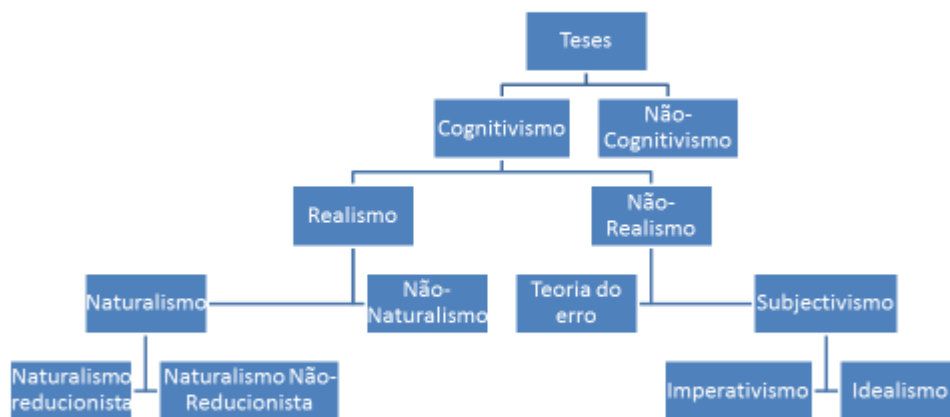 Teses
Cognitivismo
Não-
Cognitivismo
Realismo
Não-
Realismo
Naturalismo
Não-
Naturalismo
Teoria do
erro
Subjectivismo
Naturalismo
reducionista
Naturalismo Não-
Reducionista
Imperativismo
Idealismo